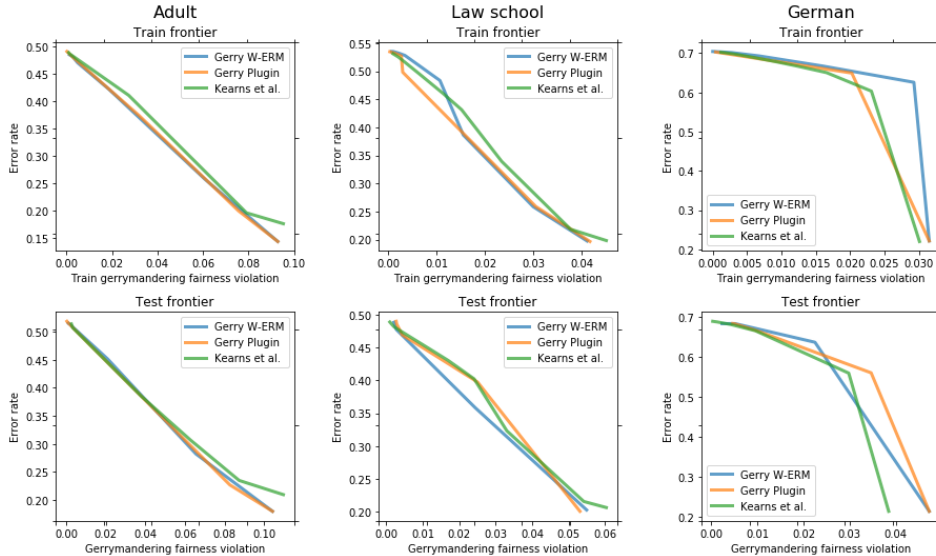 Adult
Train frontier
Error rate
0.50
0.45
0.40
0.35
0.30
0.25
0.20
0.15
Gerry W-ERM
Gerry Plugin
Kearns et al.
0.00 0.02 0.04 0.06 0.08 0.10
Train gerrymandering fairness violation
Law school
Train frontier
Error rate
0.55
0.50
0.45
0.40
0.35
0.30
0.25
0.20
Gerry W-ERM
Gerry Plugin
Kearns et al.
0.00 0.01 0.02 0.03 0.04
Train gerrymandering fairness violation
German
Train frontier
Error rate
0.7
0.6
0.5
0.4
0.3
0.2
Gerry W-ERM
Gerry Plugin
Kearns et al.
0.000 0.005 0.010 0.015 0.020 0.025 0.030
Train gerrymandering fairness violation
Test frontier
Error rate
0.50
0.45
0.40
0.35
0.30
0.25
0.20
Gerry W-ERM
Gerry Plugin
Kearns et al.
0.00 0.02 0.04 0.06 0.08 0.10
Gerrymandering fairness violation
Test frontier
Error rate
0.50
0.45
0.40
0.35
0.30
0.25
0.20
Gerry W-ERM
Gerry Plugin
Kearns et al.
0.00 0.01 0.02 0.03 0.04 0.05 0.06
Gerrymandering fairness violation
Test frontier
Error rate
0.7
0.6
0.5
0.4
0.3
0.2
Gerry W-ERM
Gerry Plugin
Kearns et al.
0.00 0.01 0.02 0.03 0.04
Gerrymandering fairness violation